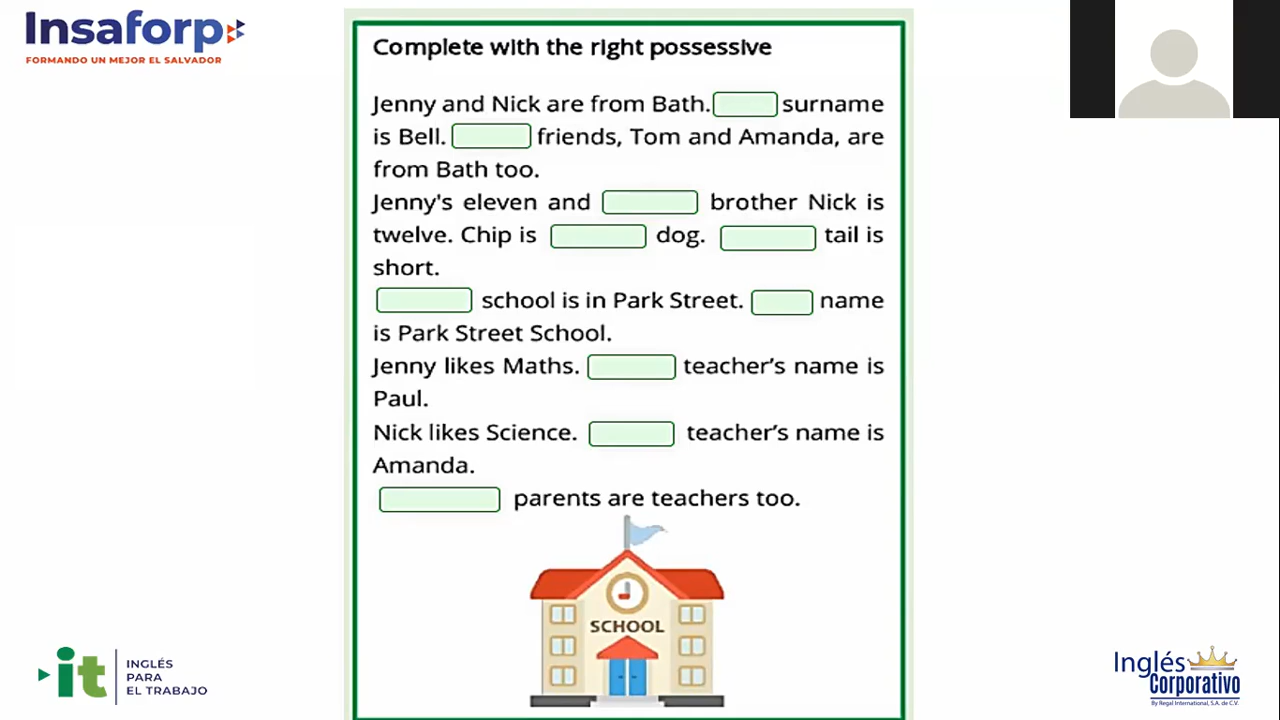 Insaforp
FORMANDO UN MEJOR EL SALVADOR
Complete with the right possessive
Jenny and Nick are from Bath. surname
is Bell. friends, Tom and Amanda, are
from Bath too.
Jenny's eleven and brother Nick is
twelve. Chip is dog. tail is
short.
school is in Park Street. name
is Park Street School.
Jenny likes Maths. teacher’s name is
Paul.
Nick likes Science. teacher’s name is
Amanda.
parents are teachers too.
SCHOOL
it
INGLÉS
PARA
EL TRABAJO
Inglés
Corporativo
By Regal International, S.A. de C.V.